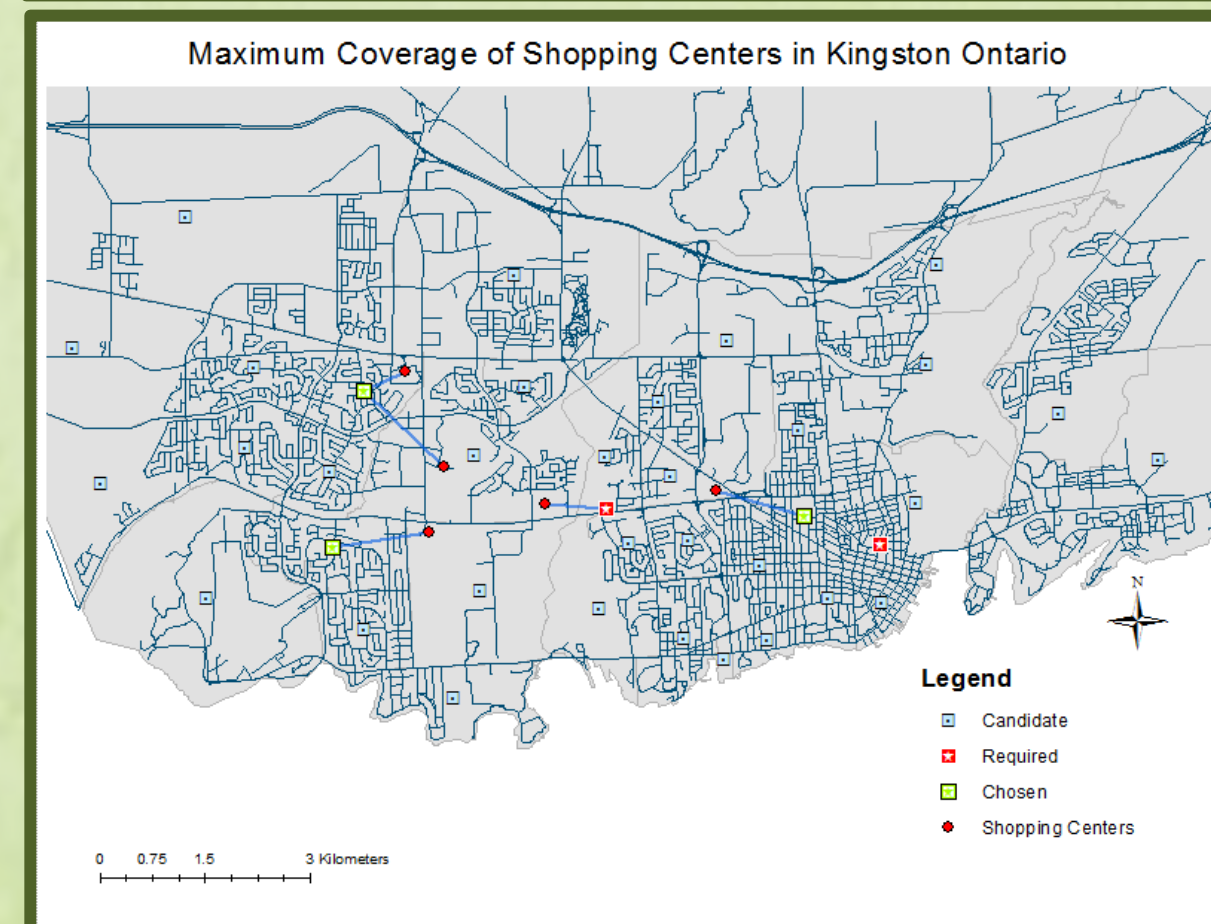 Maximum Coverage of Shopping Centers in Kingston Ontario
N
Legend
Candidate
Required
Chosen
Shopping Centers
0 0.75 1.5 3 Kilometers